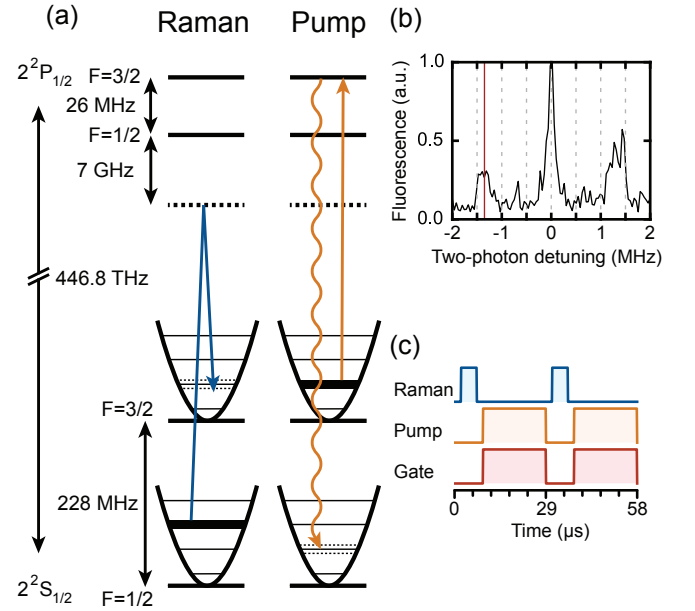 (a)
Raman
Pump
2²P₁/₂
F=3/2
26 MHz
F=1/2
7 GHz
446.8 THz
F=3/2
228 MHz
2²S₁/₂
F=1/2
(b)
Fluorescence (a.u.)
1.0
0.5
0.0
-2 -1 0 1 2
Two-photon detuning (MHz)
(c)
Raman
Pump
Gate
0 29 58
Time (μs)